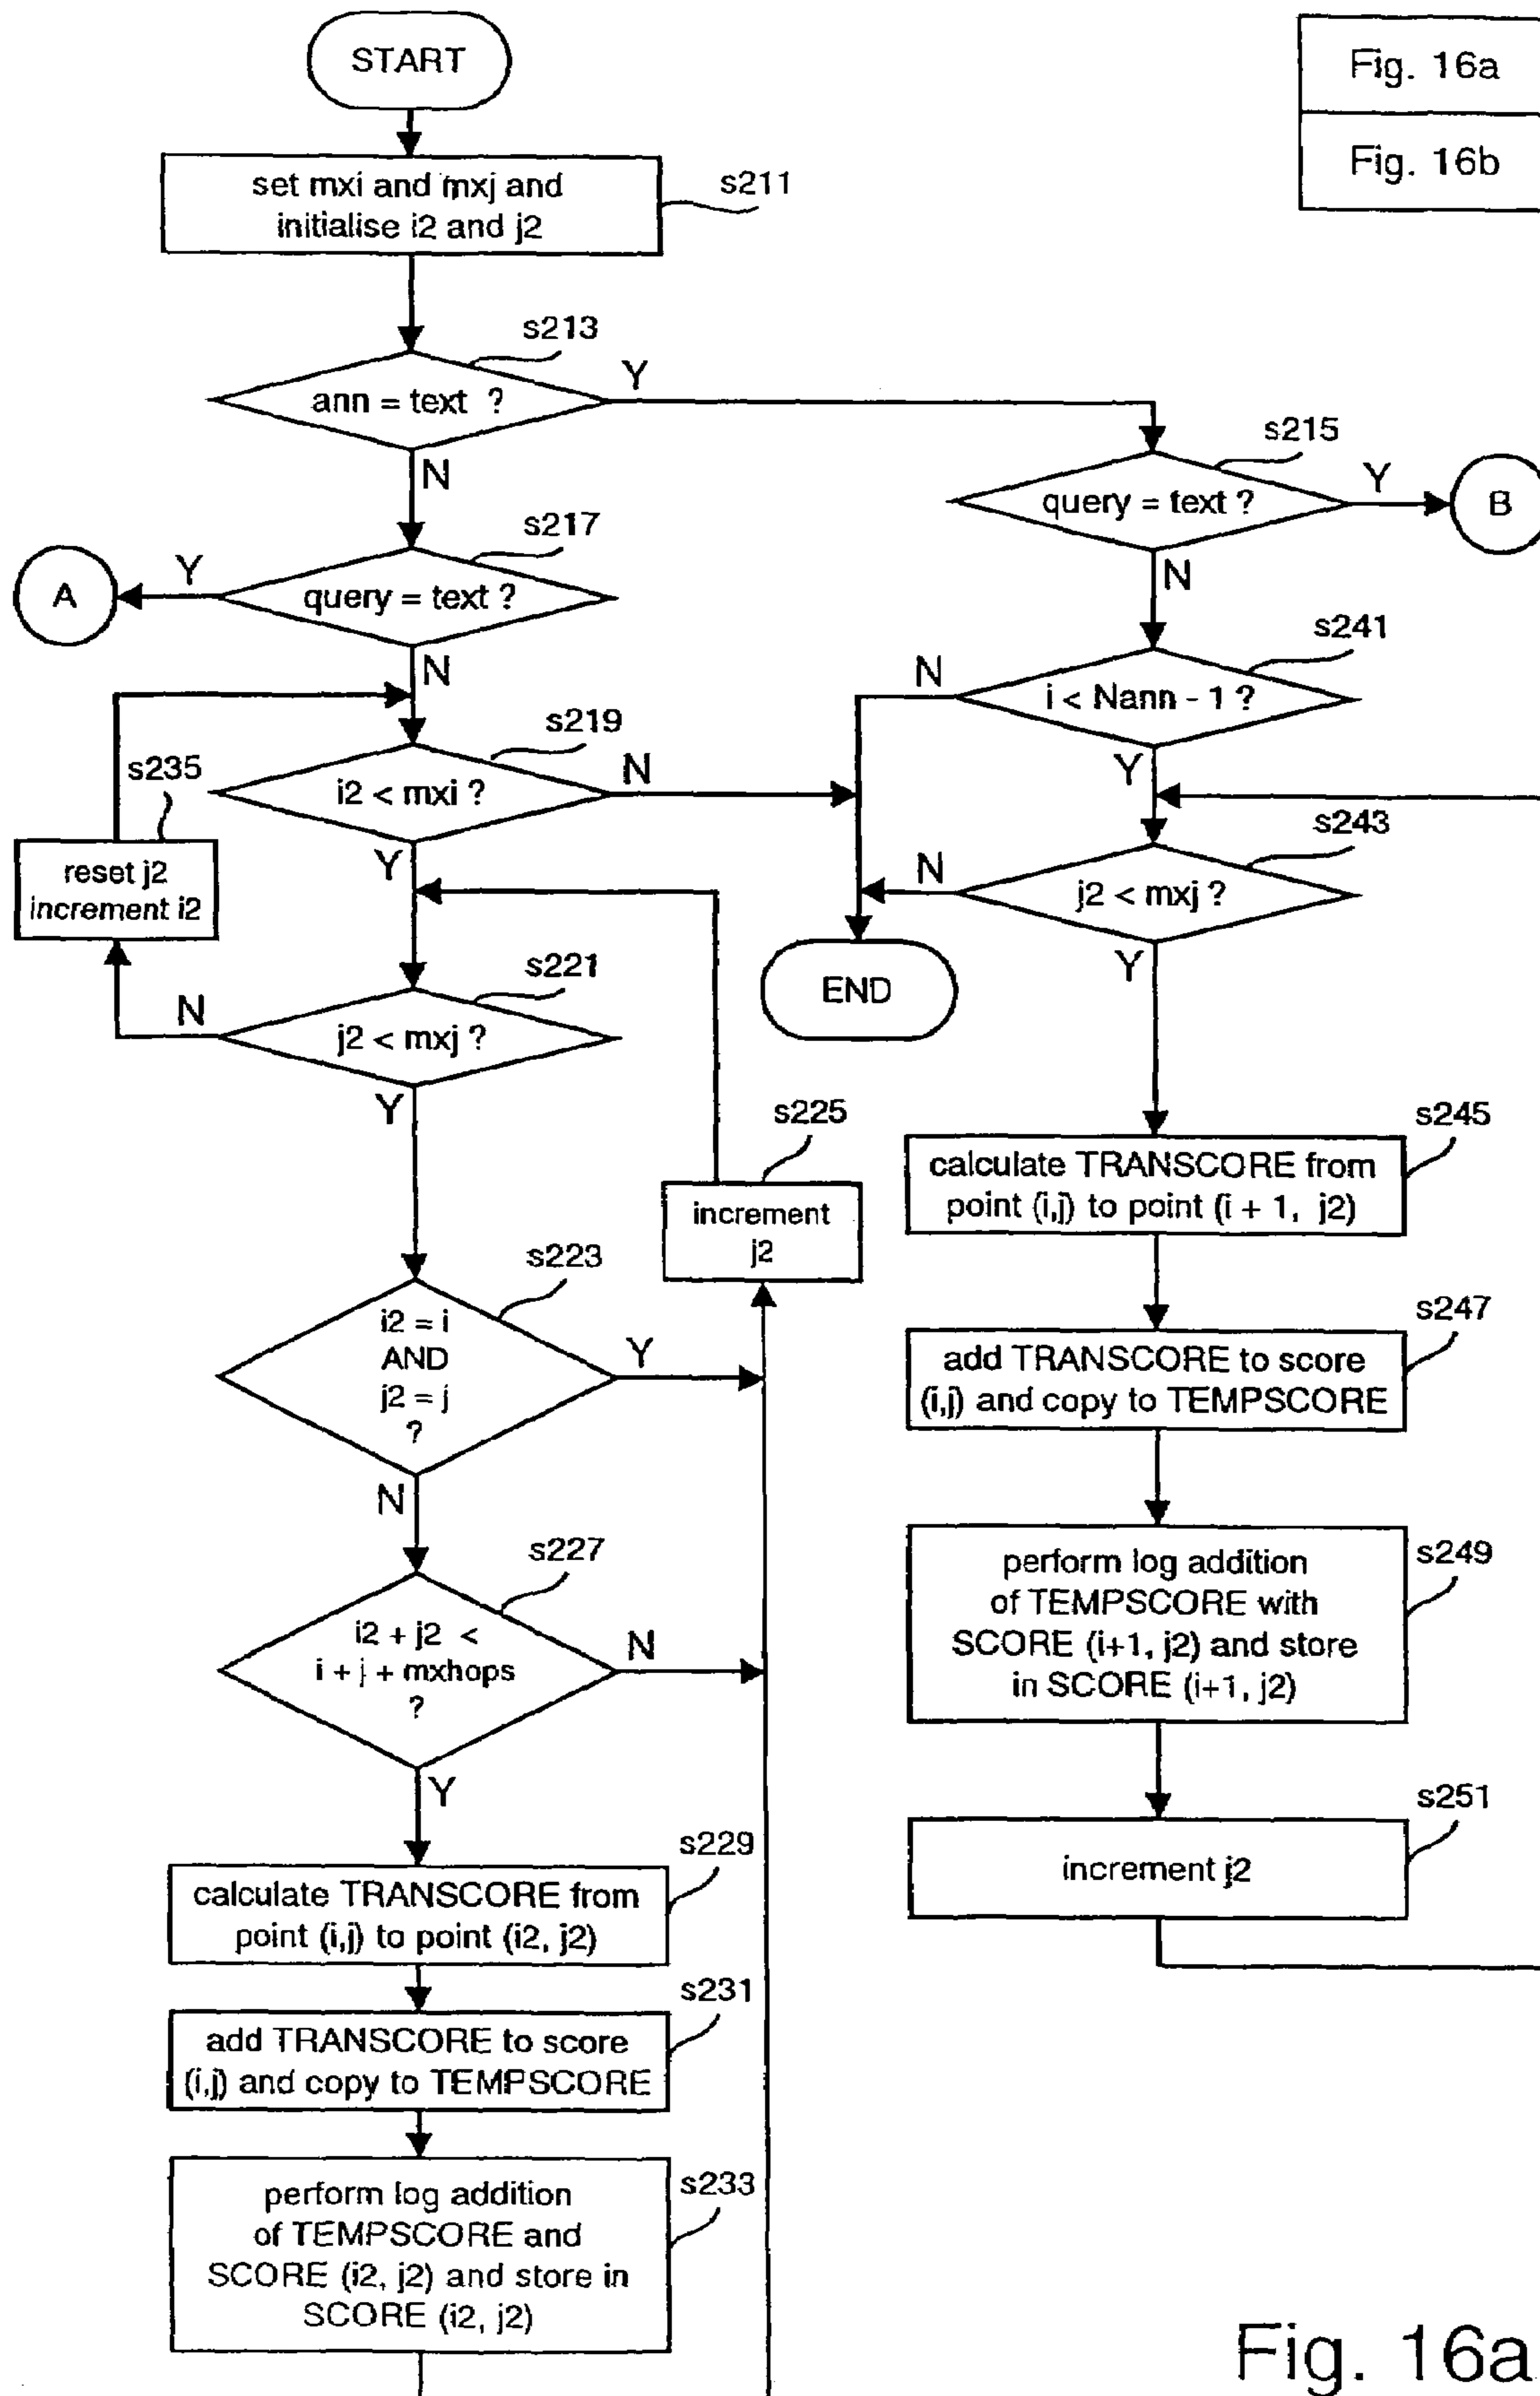 START
Fig. 16a
Fig. 16b
set mxi and mxj and
initialise i2 and j2
s211
s213
ann = text ?
Y
N
s215
query = text ?
Y
B
N
s217
query = text ?
Y
A
N
s241
i < Nann - 1 ?
N
Y
s219
i2 < mxi ?
N
Y
s235
reset j2
increment i2
s243
j2 < mxj ?
N
Y
END
s221
j2 < mxj ?
N
Y
s225
increment
j2
s245
calculate TRANSCORE from
point (i,j) to point (i + 1, j2)
s223
i2 = i
AND
j2 = j
?
Y
N
s247
add TRANSCORE to score
(i,j) and copy to TEMPSCORE
s227
i2 + j2 <
i + j + mxhops
?
N
Y
s249
perform log addition
of TEMPSCORE with
SCORE (i+1, j2) and store
in SCORE (i+1, j2)
s251
increment j2
s229
calculate TRANSCORE from
point (i,j) to point (i2, j2)
s231
add TRANSCORE to score
(i,j) and copy to TEMPSCORE
s233
perform log addition
of TEMPSCORE and
SCORE (i2, j2) and store in
SCORE (i2, j2)
Fig. 16a